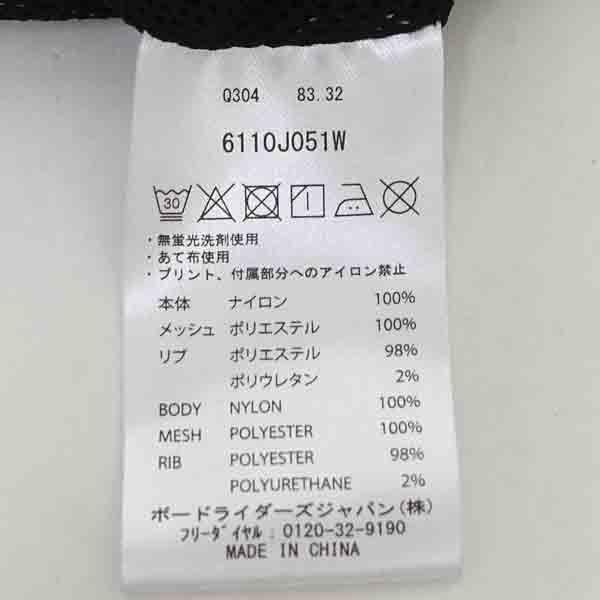 Q304 83.32
6110J051W
30
・無蛍光洗剤使用
・あて布使用
・プリント、付属部分へのアイロン禁止
本体 ナイロン 100%
メッシュ ポリエステル 100%
リブ ポリエステル 98%
ポリウレタン 2%
BODY NYLON 100%
MESH POLYESTER 100%
RIB POLYESTER 98%
POLYURETHANE 2%
ボードライダーズジャパン(株)
フリーダイヤル:0120-32-9190
MADE IN CHINA